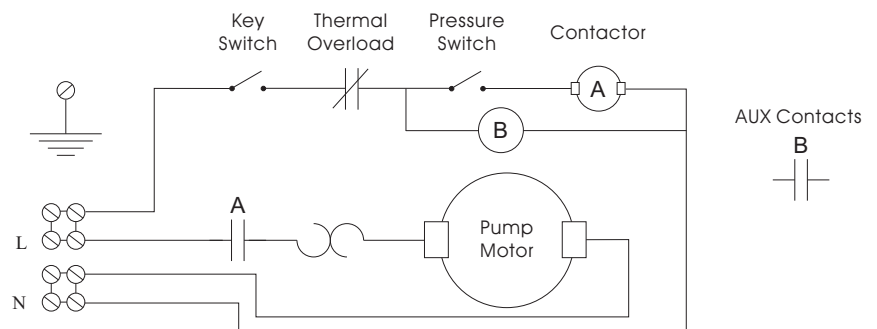 Key
Switch
Thermal
Overload
Pressure
Switch
Contactor
A
B
AUX Contacts
B
A
Pump
Motor
L
N